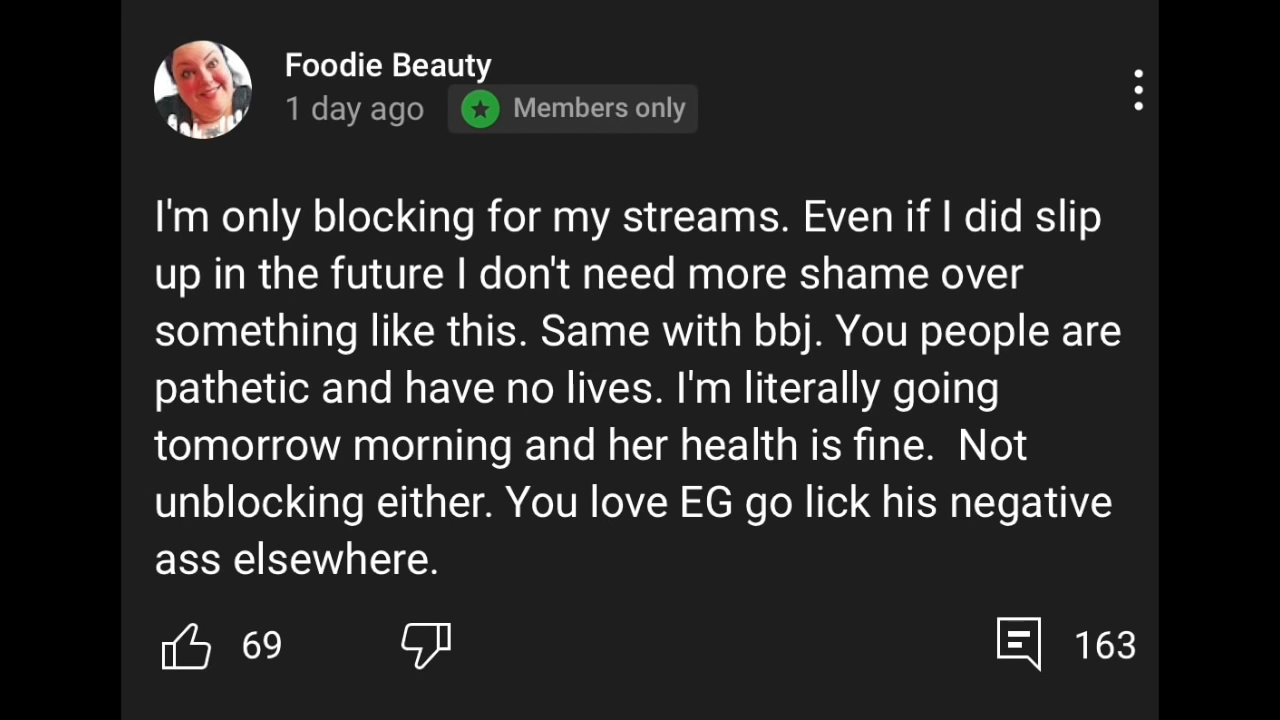 Foodie Beauty
1 day ago Members only
I'm only blocking for my streams. Even if I did slip
up in the future I don't need more shame over
something like this. Same with bbj. You people are
pathetic and have no lives. I'm literally going
tomorrow morning and her health is fine.  Not
unblocking either. You love EG go lick his negative
ass elsewhere.
69 163